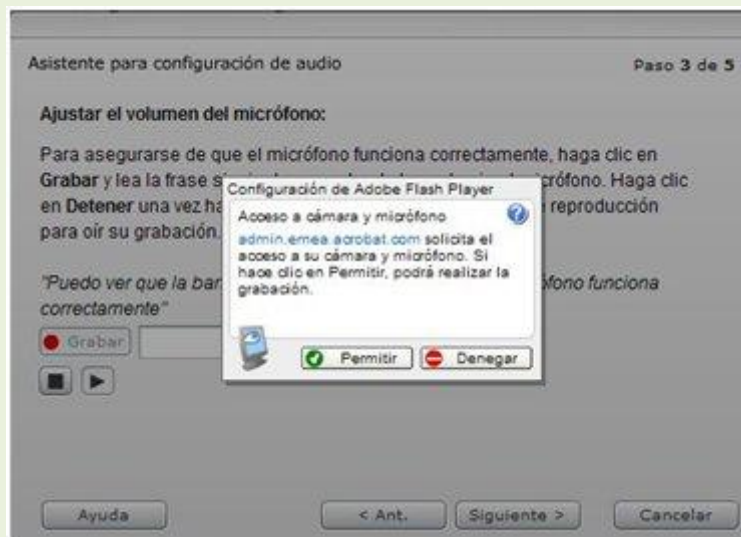 Asistente para configuración de audio
Paso 3 de 5
Ajustar el volumen del micrófono:
Para asegurarse de que el micrófono funciona correctamente, haga clic en
Grabar y lea la frase
micrófono. Haga clic
en Detener una vez
reproducción
para oír su grabación.
"Puedo ver que la
funciona
correctamente"
Grabar
Configuración de Adobe Flash Player
Acceso a cámara y micrófono
admin.emea.acrobat.com solicita el
acceso a su cámara y micrófono. Si
hace clic en Permitir, podrá realizar la
grabación.
Permitir
Denegar
Ayuda
< Ant.
Siguiente >
Cancelar